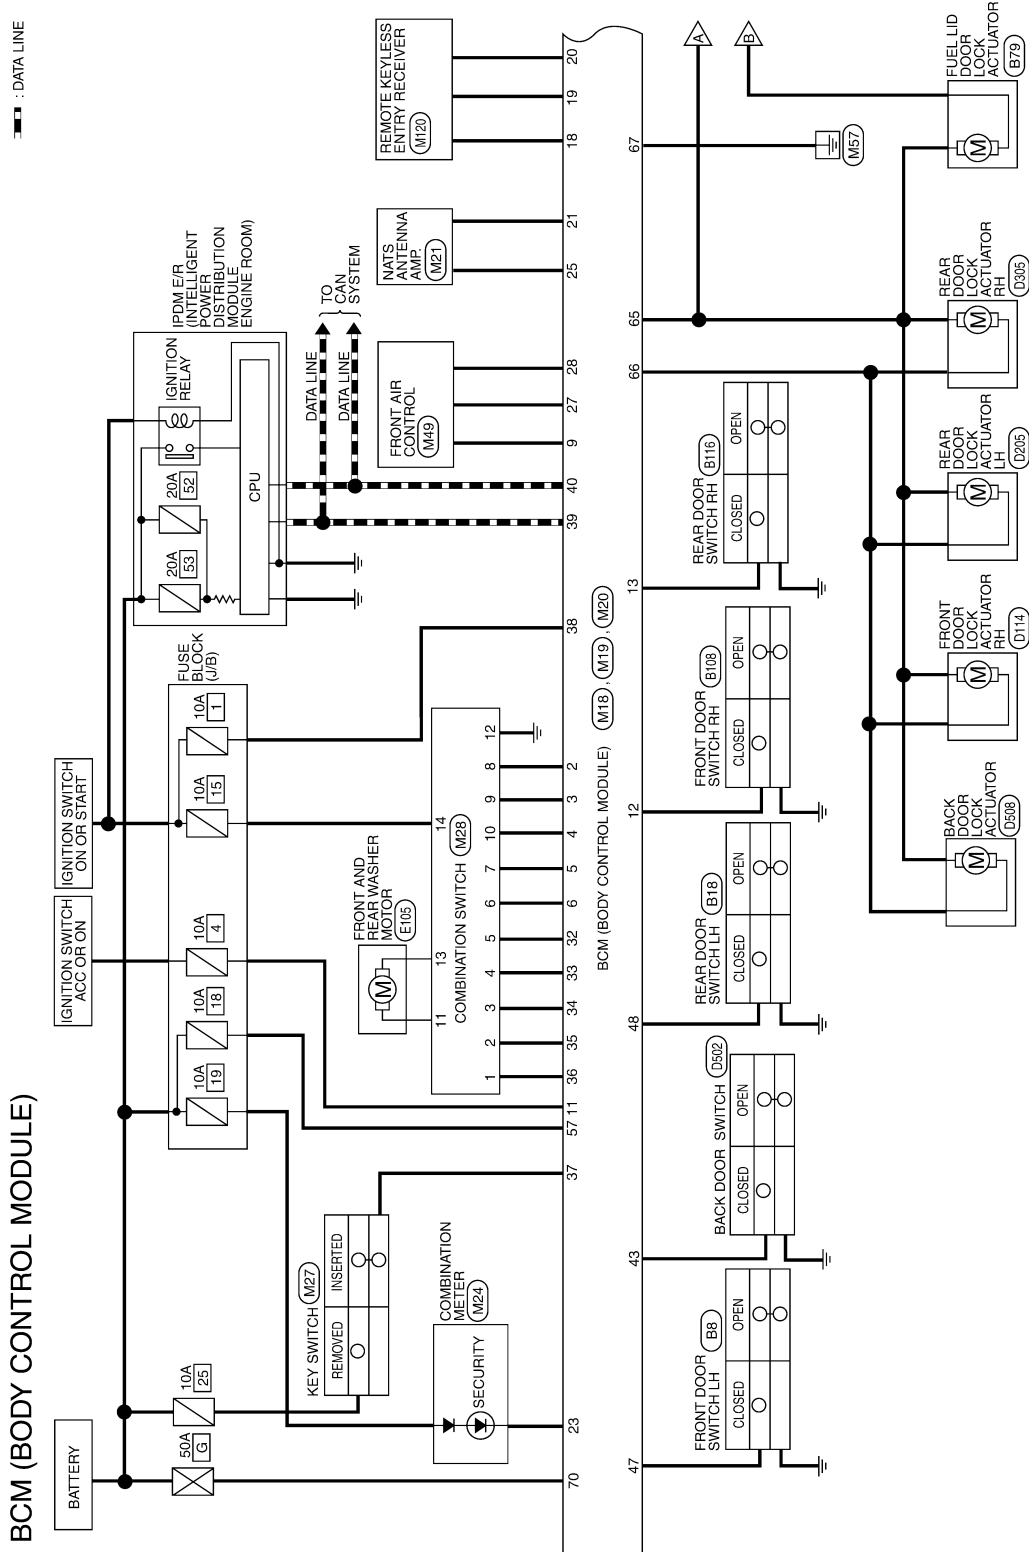 BCM (BODY CONTROL MODULE)
: DATA LINE
BATTERY
IGNITION SWITCH
ACC OR ON
IGNITION SWITCH
ON OR START
50A
G
10A
25
10A
19
10A
18
10A
4
10A
15
10A
1
FUSE
BLOCK
(J/B)
20A
53
20A
52
IGNITION
RELAY
CPU
IPDM E/R
(INTELLIGENT
POWER
DISTRIBUTION
MODULE
ENGINE ROOM)
DATA LINE
DATA LINE
TO
CAN
SYSTEM
KEY SWITCH
M27
REMOVED
INSERTED
COMBINATION
METER
M24
SECURITY
FRONT AND
REAR WASHER
MOTOR
E105
M
11
13
14
COMBINATION SWITCH
M28
1
2
3
4
5
6
7
10
9
8
12
FRONT AIR
CONTROL
M49
NATS
ANTENNA
AMP.
M21
REMOTE KEYLESS
ENTRY RECEIVER
M120
70
23
37
57
11
36
35
34
33
32
6
5
4
3
2
38
39
40
9
27
28
25
21
18
19
20
BCM (BODY CONTROL MODULE)
M18 , M19 , M20
47
43
48
12
13
66
65
67
FRONT DOOR
SWITCH LH
B8
CLOSED
OPEN
BACK DOOR SWITCH
D502
CLOSED
OPEN
REAR DOOR
SWITCH LH
B18
CLOSED
OPEN
FRONT DOOR
SWITCH RH
B108
CLOSED
OPEN
REAR DOOR
SWITCH RH
B116
CLOSED
OPEN
A
B
M57
BACK
DOOR
LOCK
ACTUATOR
D508
M
FRONT
DOOR
LOCK
ACTUATOR
RH
D114
M
REAR
DOOR
LOCK
ACTUATOR
LH
D205
M
REAR
DOOR
LOCK
ACTUATOR
RH
D305
M
FUEL LID
DOOR
LOCK
ACTUATOR
B79
M